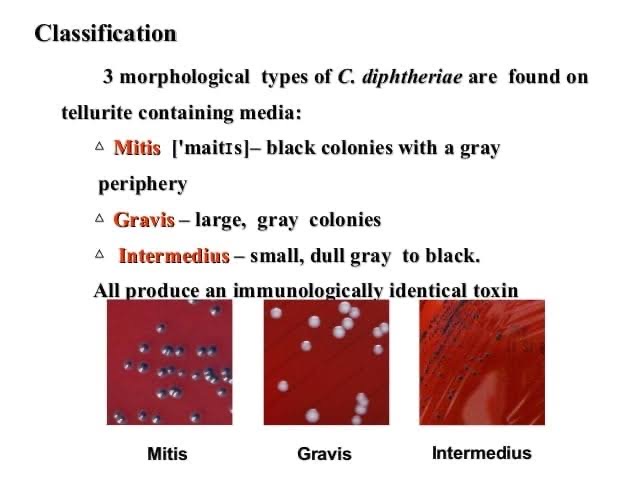 Classification
3 morphological types of C. diphtheriae are found on
tellurite containing media:
△ Mitis ['maitɪs]– black colonies with a gray
periphery
△ Gravis – large, gray colonies
△ Intermedius – small, dull gray to black.
All produce an immunologically identical toxin
Mitis Gravis Intermedius